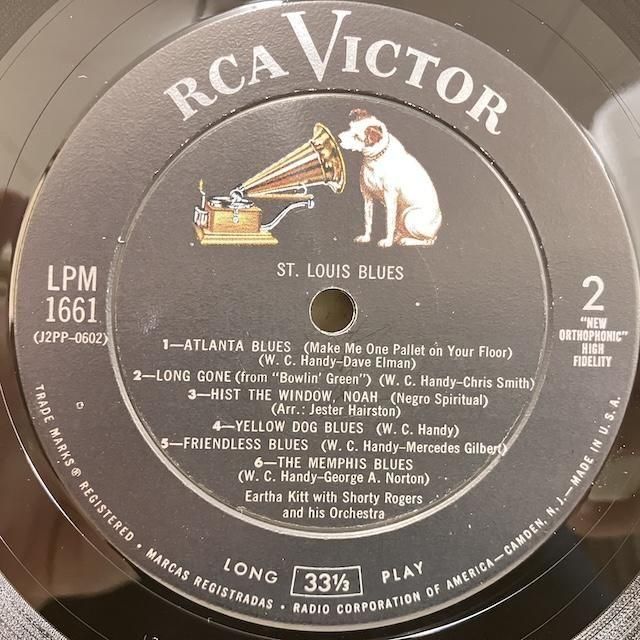 RCA VICTOR
ST. LOUIS BLUES
LPM
1661
(J2PP-0602)
2
"NEW
ORTHOPHONIC"
HIGH
FIDELITY
1—ATLANTA BLUES (Make Me One Pallet on Your Floor)
(W. C. Handy–Dave Elman)
2—LONG GONE (from "Bowlin' Green") (W. C. Handy-Chris Smith)
3—HIST THE WINDOW, NOAH (Negro Spiritual)
(Arr.: Jester Hairston)
4—YELLOW DOG BLUES (W. C. Handy)
5—FRIENDLESS BLUES (W. C. Handy-Mercedes Gilbert)
6—THE MEMPHIS BLUES
(W. C. Handy-George A. Norton)
Eartha Kitt with Shorty Rogers
and his Orchestra
LONG 33⅓ PLAY
TRADE MARKS ® REGISTERED • MARCAS REGISTRADAS • RADIO CORPORATION OF AMERICA—CAMDEN, N. J.—MADE IN U. S. A.